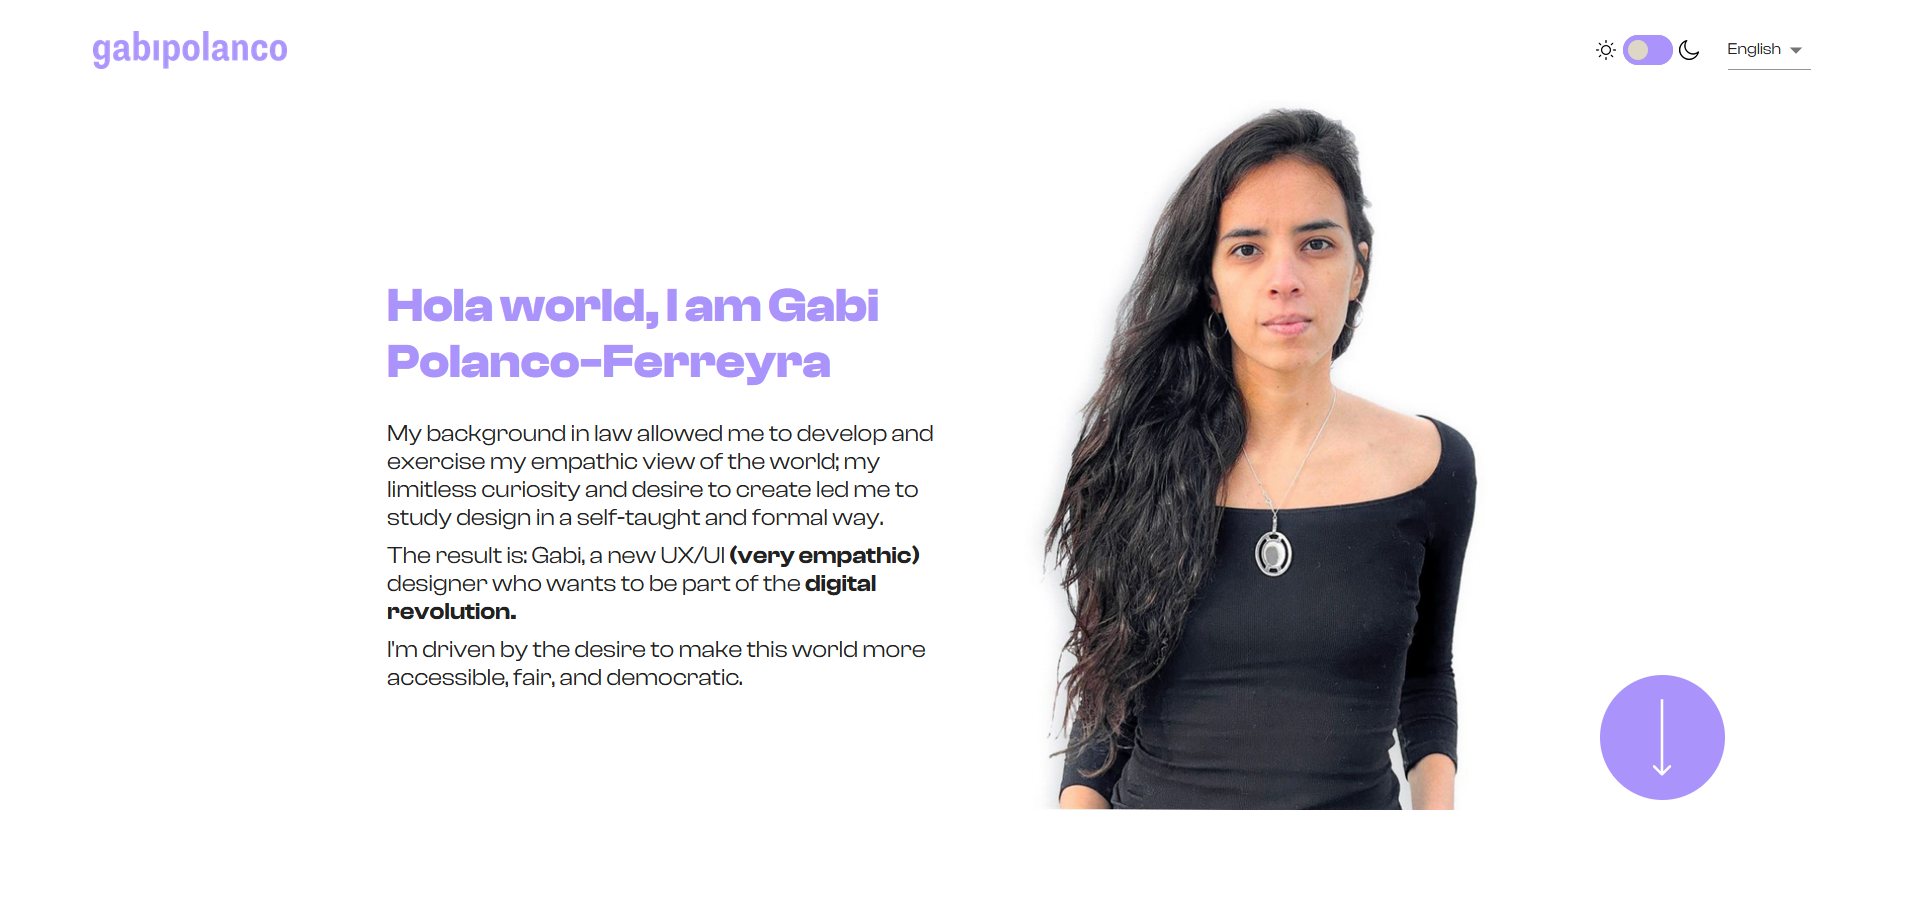 gabipolanco
English
Hola world, I am Gabi
Polanco-Ferreyra
My background in law allowed me to develop and
exercise my empathic view of the world; my
limitless curiosity and desire to create led me to
study design in a self-taught and formal way.
The result is: Gabi, a new UX/UI (very empathic)
designer who wants to be part of the digital
revolution.
I'm driven by the desire to make this world more
accessible, fair, and democratic.